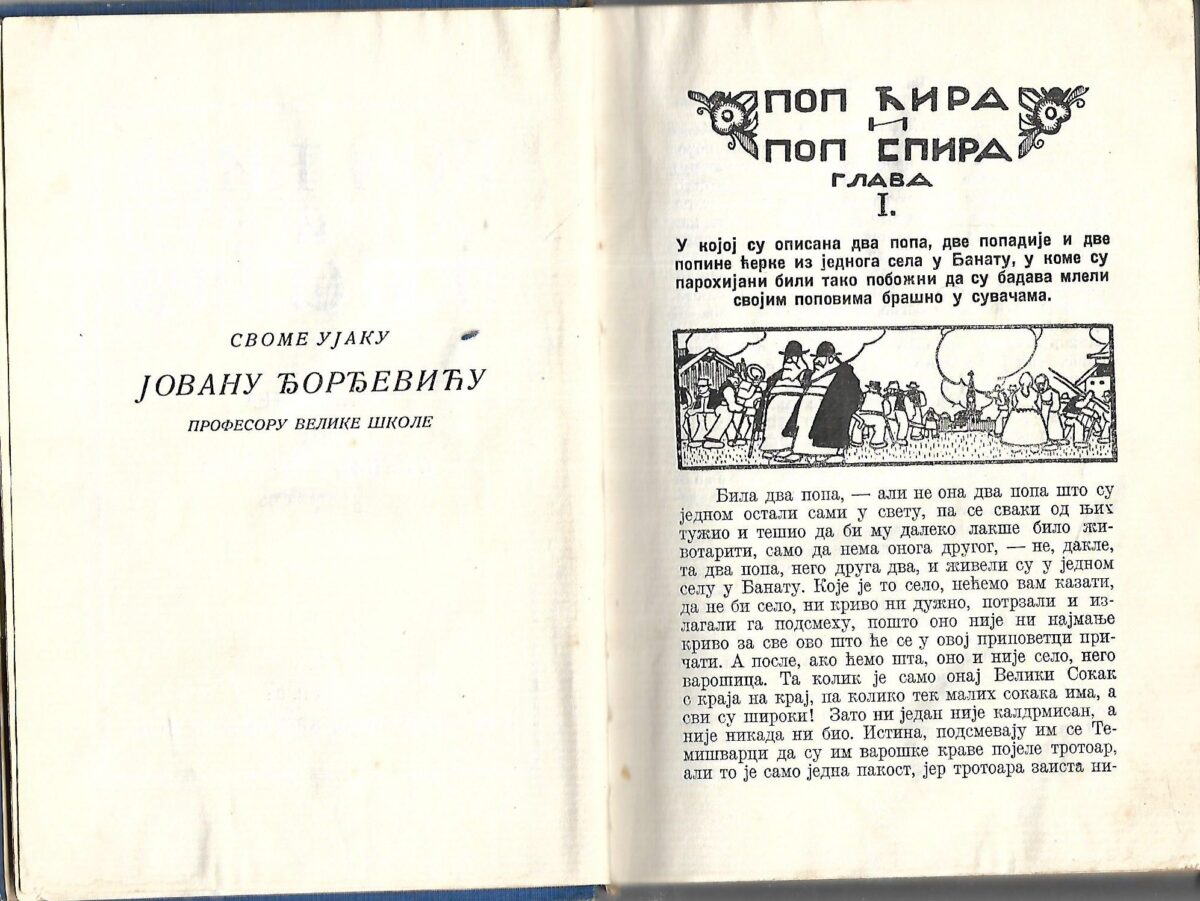 СВОМЕ УЈАКУ
ЈОВАНУ ЂОРЂЕВИЋУ
ПРОФЕСОРУ ВЕЛИКЕ ШКОЛЕ
ПОП ЋИРА
И
ПОП СПИРА
ГЛАВА
I.
У којој су описана два попа, две попадије и две
попине ћерке из једнога села у Банату, у коме су
парохијани били тако побожни да су бадава млели
својим поповима брашно у сувачама.
Била два попа, — али не она два попа што су
једном остали сами у свету, па се сваки од њих
тужио и тешио да би му далеко лакше било жи-
вотарити, само да нема онога другог, — не, дакле,
та два попа, него друга два, и живели су у једном
селу у Банату. Које је то село, нећемо вам казати,
да не би село, ни криво ни дужно, потрзали и из-
лагали га подсмеху, пошто оно није ни најмање
криво за све ово што ће се у овој приповетци при-
чати. А после, ако ћемо шта, оно и није село, него
варошица. Та колик је само онај Велики Сокак
с краја на крај, па колико тек малих сокака има, а
сви су широки! Зато ни један није калдрмисан, а
није никада ни био. Истина, подсмевају им се Те-
мишварци да су им варошке краве појеле тротоар,
али то је само једна пакост, јер тротоара заиста ни-